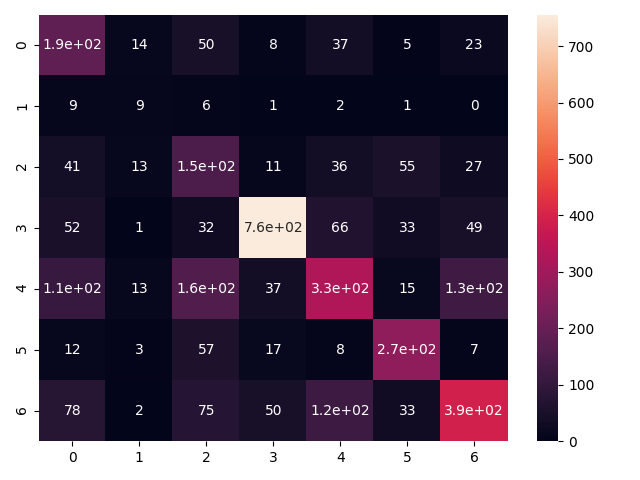 0 1.9e+02 14 50 8 37 5 23
1 9 9 6 1 2 1 0
2 41 13 1.5e+02 11 36 55 27
3 52 1 32 7.6e+02 66 33 49
4 1.1e+02 13 1.6e+02 37 3.3e+02 15 1.3e+02
5 12 3 57 17 8 2.7e+02 7
6 78 2 75 50 1.2e+02 33 3.9e+02
0 1 2 3 4 5 6
700
600
500
400
300
200
100
0